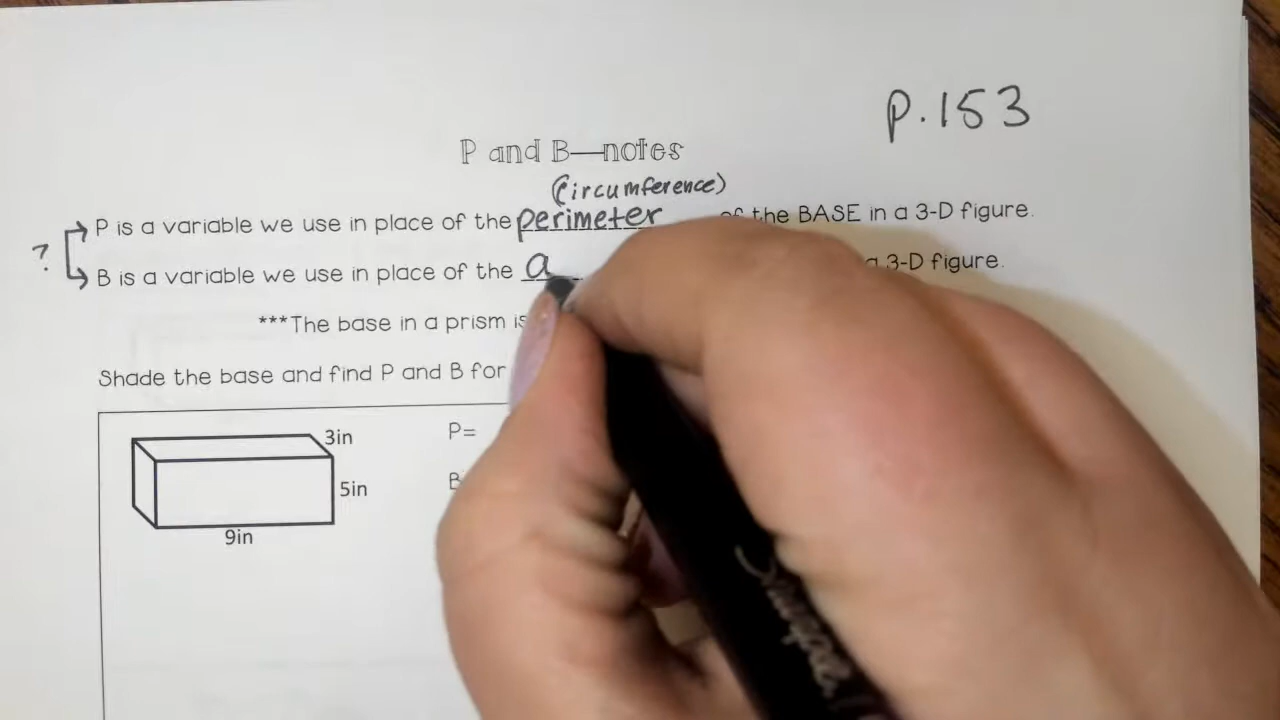 P.153
P and B—notes
(circumference)
P is a variable we use in place of the perimeter of the BASE in a 3-D figure.
?
B is a variable we use in place of the a a 3-D figure.
***The base in a prism is
Shade the base and find P and B for
3in
P=
5in
B
9in
Sharpie